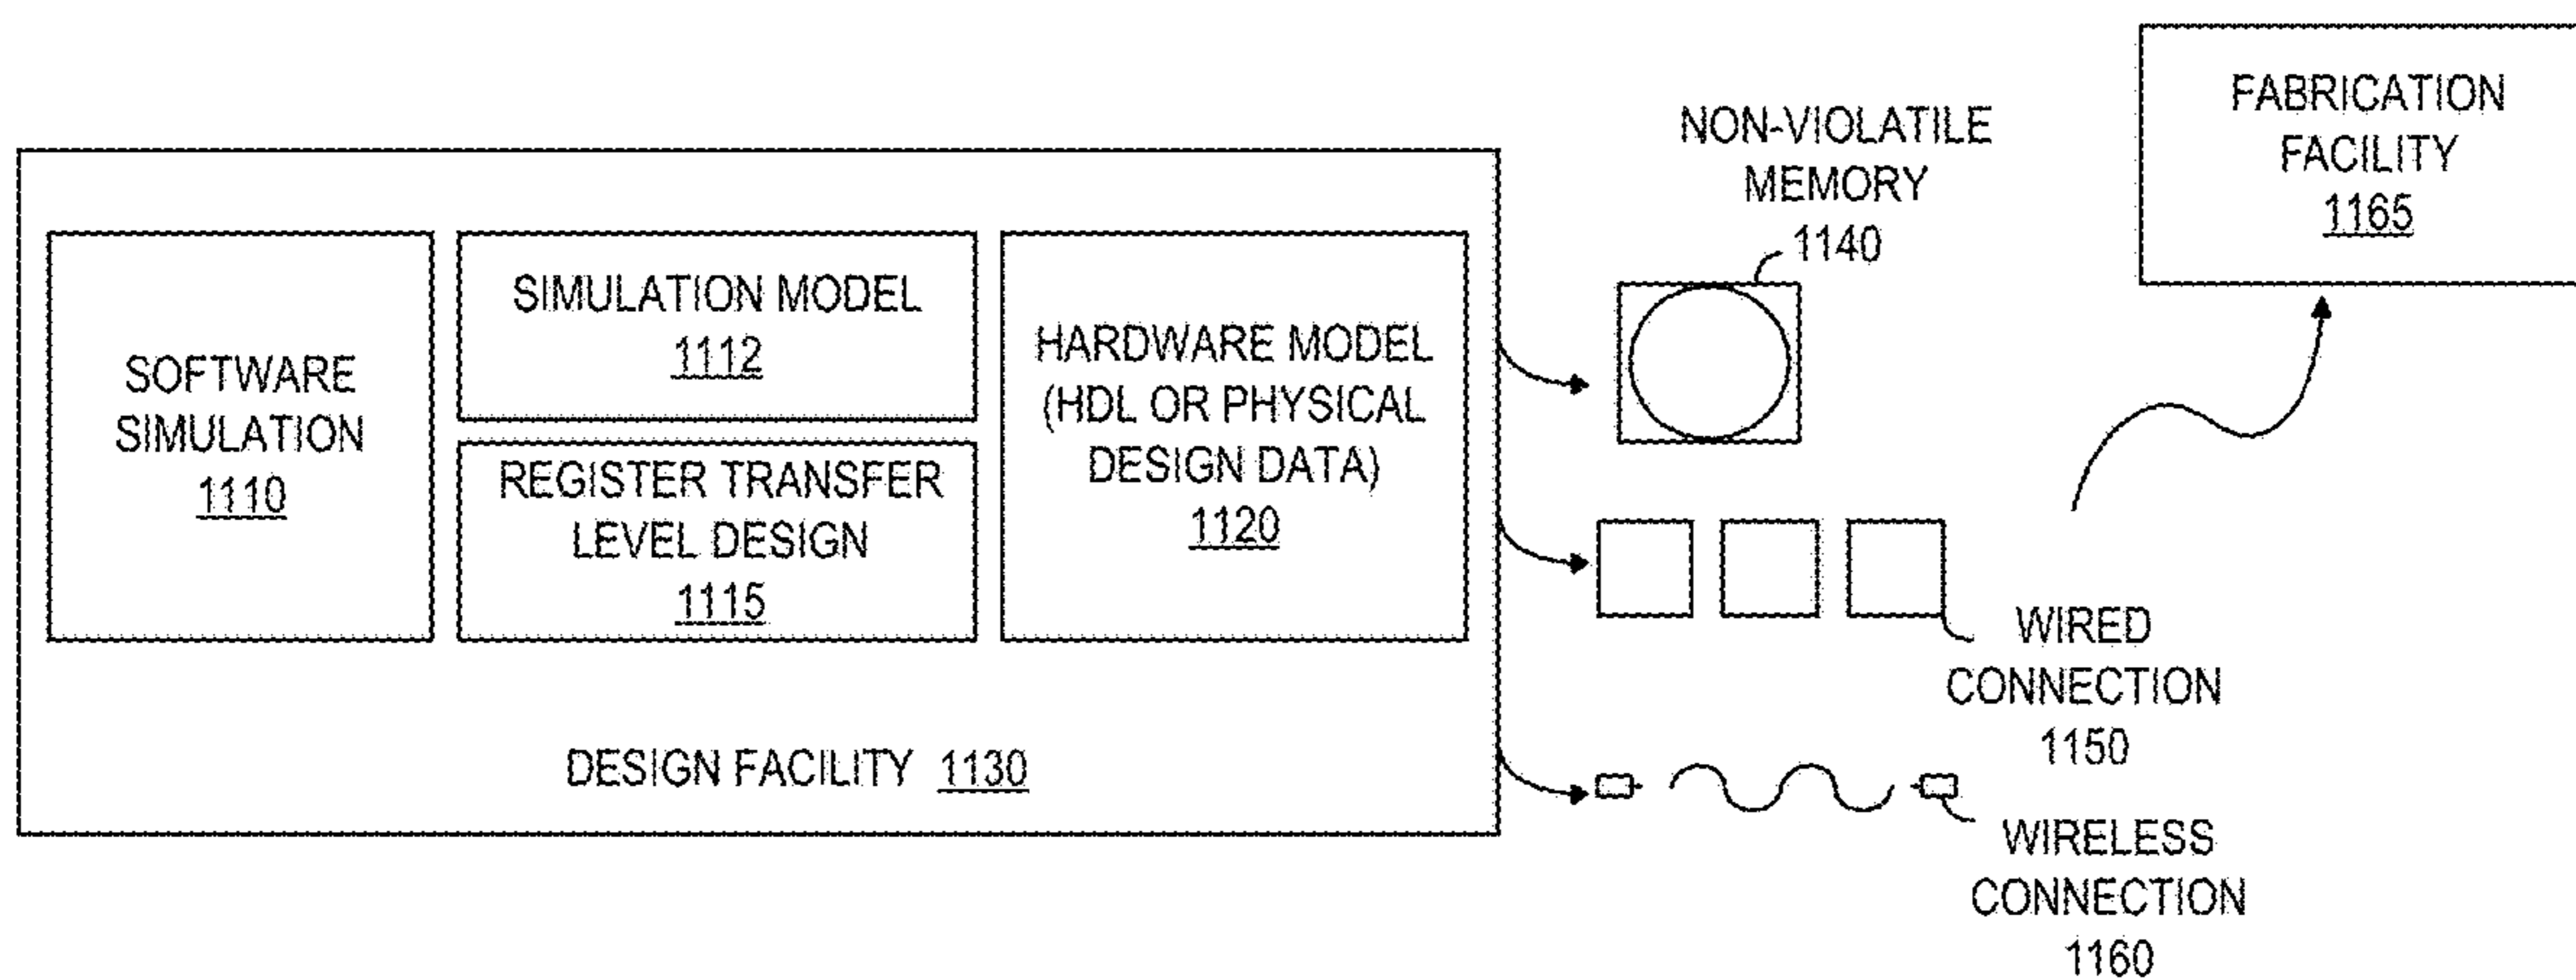 SOFTWARE
SIMULATION
1110
SIMULATION MODEL
1112
REGISTER TRANSFER
LEVEL DESIGN
1115
HARDWARE MODEL
(HDL OR PHYSICAL
DESIGN DATA)
1120
DESIGN FACILITY 1130
NON-VIOLATILE
MEMORY
1140
WIRED
CONNECTION
1150
WIRELESS
CONNECTION
1160
FABRICATION
FACILITY
1165